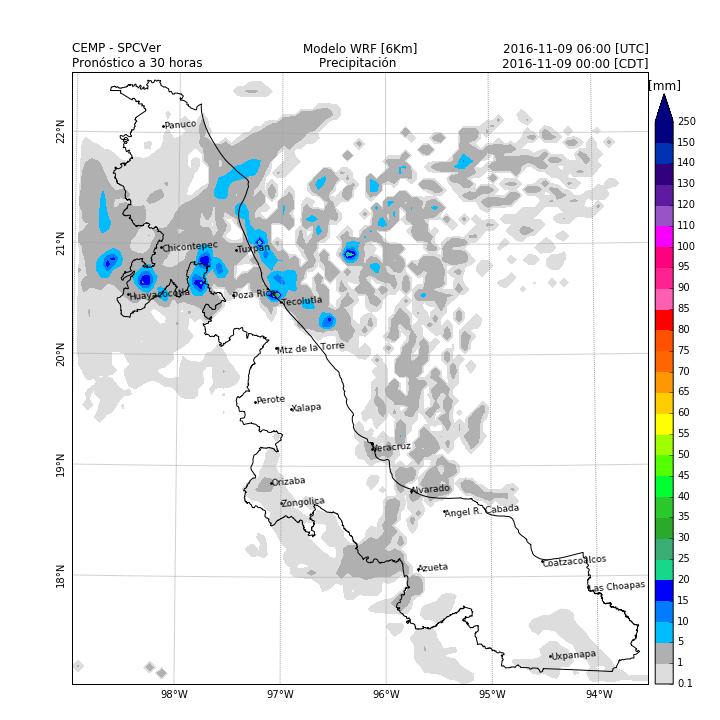 CEMP - SPCVer
Modelo WRF [6Km]
2016-11-09 06:00 [UTC]
Pronóstico a 30 horas
Precipitación
2016-11-09 00:00 [CDT]
[mm]
250
150
140
130
120
110
100
95
90
85
80
75
70
65
60
55
50
45
40
35
30
25
20
15
10
5
1
0.1
22°N
21°N
20°N
19°N
18°N
98°W
97°W
96°W
95°W
94°W
Panuco
Chicontepec
Tuxpan
Huayacocotla
Poza Rica
Tecolutla
Mtz de la Torre
Perote
Xalapa
Veracruz
Orizaba
Zongolica
Alvarado
Angel R. Cabada
Azueta
Coatzacoalcos
Las Choapas
Uxpanapa